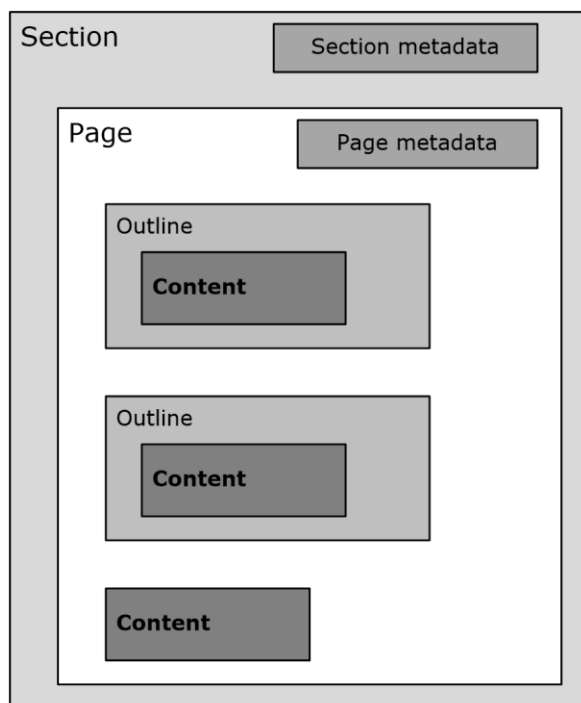 Section
Section metadata
Page
Page metadata
Outline
Content
Outline
Content
Content